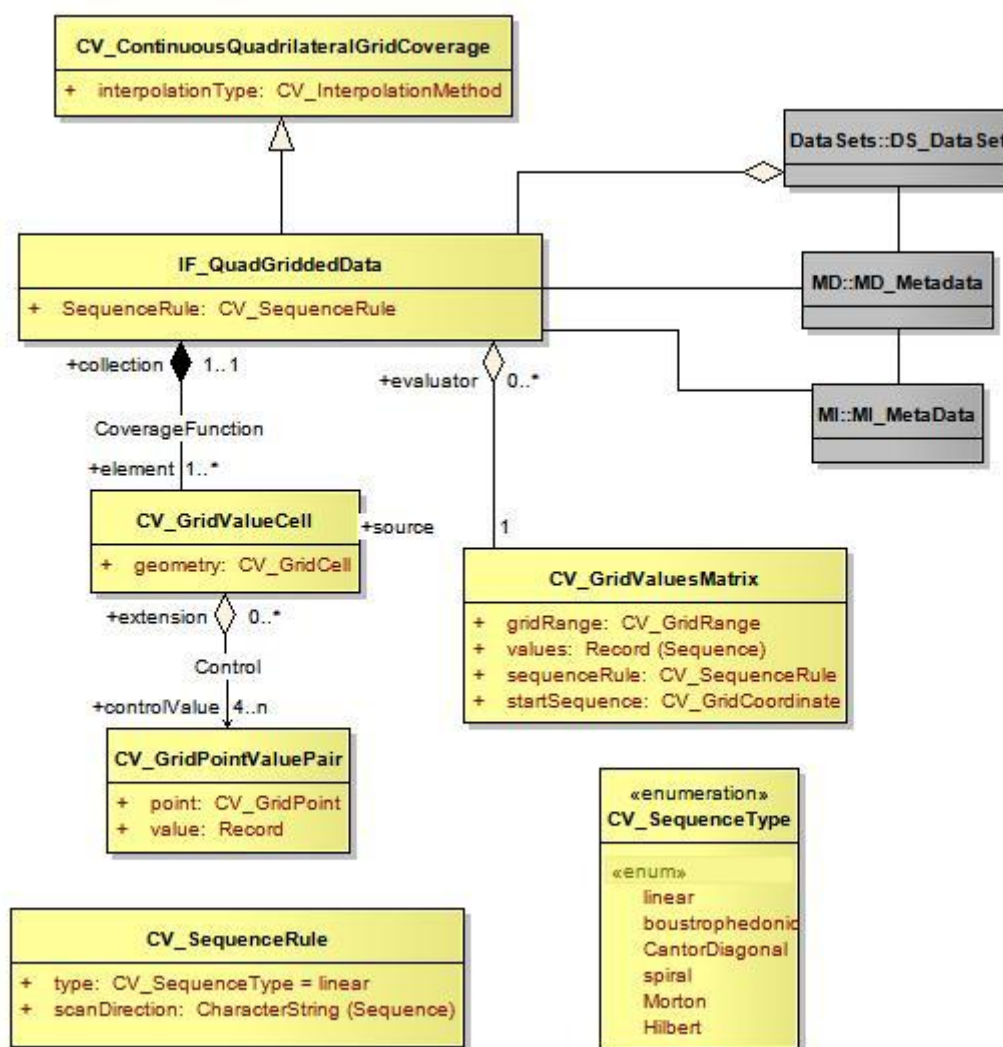 CV_ContinuousQuadrilateralGridCoverage
+ interpolationType: CV_InterpolationMethod
DataSets::DS_DataSet
IF_QuadGriddedData
+ SequenceRule: CV_SequenceRule
MD::MD_Metadata
MI::MI_MetaData
+collection 1..1
+evaluator 0..*
CoverageFunction
+element 1..*
CV_GridValueCell
+ geometry: CV_GridCell
+source 1
CV_GridValuesMatrix
+ gridRange: CV_GridRange
+ values: Record (Sequence)
+ sequenceRule: CV_SequenceRule
+ startSequence: CV_GridCoordinate
+extension 0..*
Control
+controlValue 4..n
CV_GridPointValuePair
+ point: CV_GridPoint
+ value: Record
«enumeration»
CV_SequenceType
«enum»
linear
boustrophedonic
CantorDiagonal
spiral
Morton
Hilbert
CV_SequenceRule
+ type: CV_SequenceType = linear
+ scanDirection: CharacterString (Sequence)